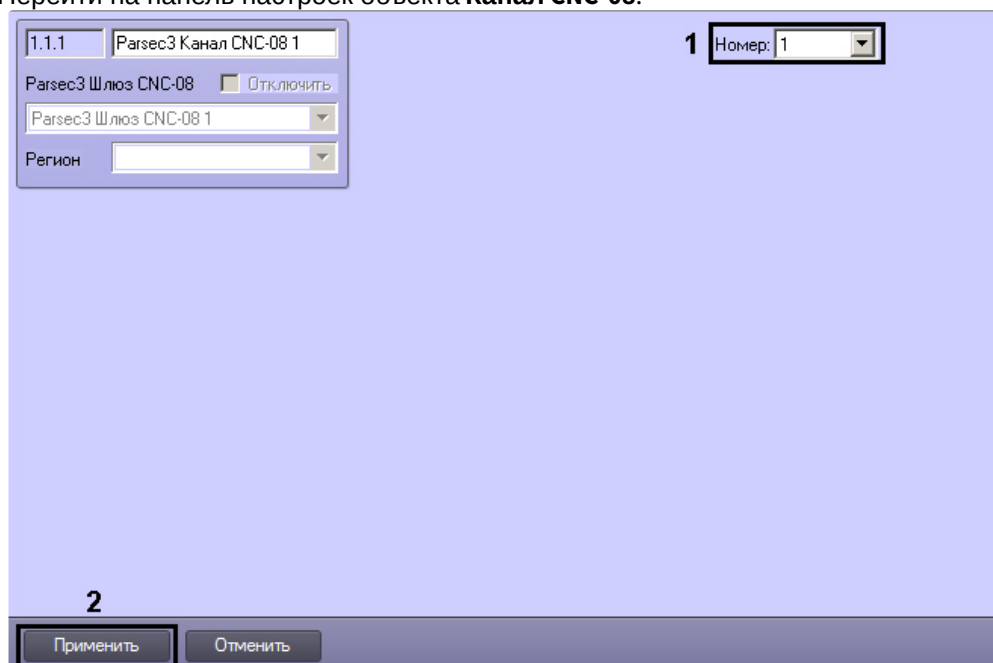 Перейти на панель настроек объекта Канал CNC-08.
1.1.1 Parsec3 Канал CNC-08 1
1 Номер: 1
Parsec3 Шлюз CNC-08 Отключить
Parsec3 Шлюз CNC-08 1
Регион
2
Применить Отменить